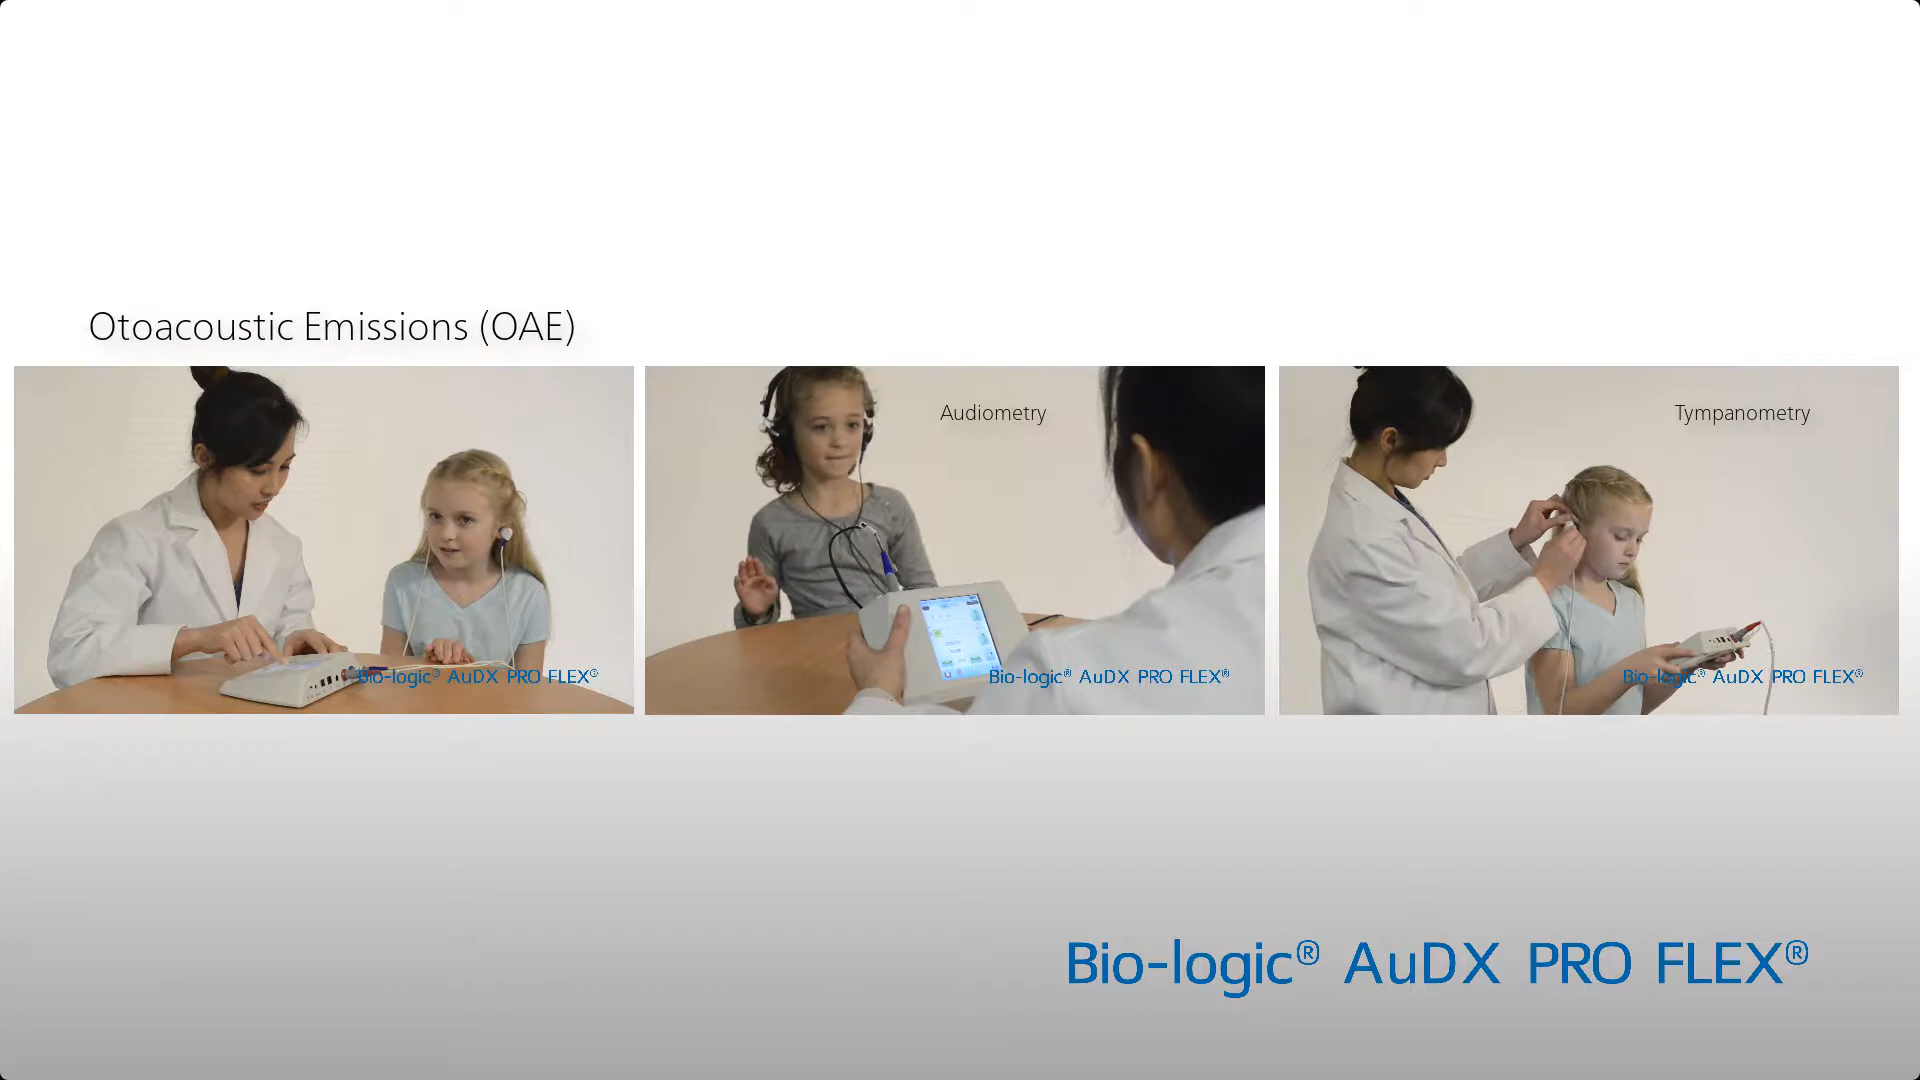 Otoacoustic Emissions (OAE)
Audiometry
Tympanometry
Bio-logic® AuDX PRO FLEX®
Bio-logic® AuDX PRO FLEX®
Bio-logic® AuDX PRO FLEX®
Bio-logic® AuDX PRO FLEX®